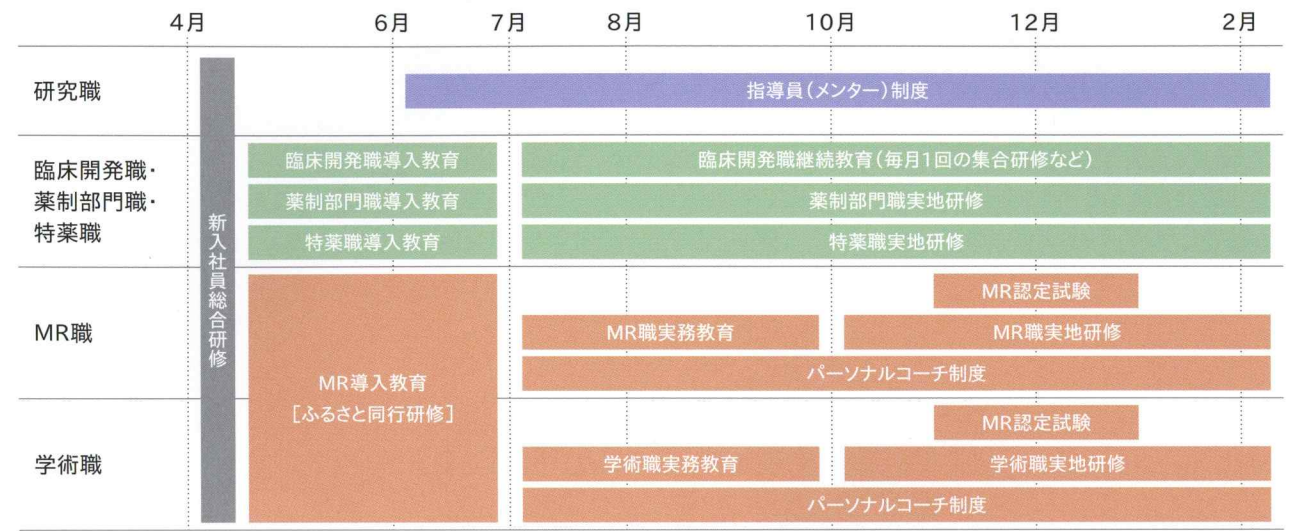 4月 6月 7月 8月 10月 12月 2月
研究職
指導員(メンター)制度
臨床開発職・
薬制部門職・
特薬職
臨床開発職導入教育
臨床開発職継続教育(毎月1回の集合研修など)
薬制部門職導入教育
薬制部門職実地研修
特薬職導入教育
特薬職実地研修
新入社員総合研修
MR職
MR導入教育
[ふるさと同行研修]
MR認定試験
MR職実務教育
MR職実地研修
パーソナルコーチ制度
学術職
MR認定試験
学術職実務教育
学術職実地研修
パーソナルコーチ制度